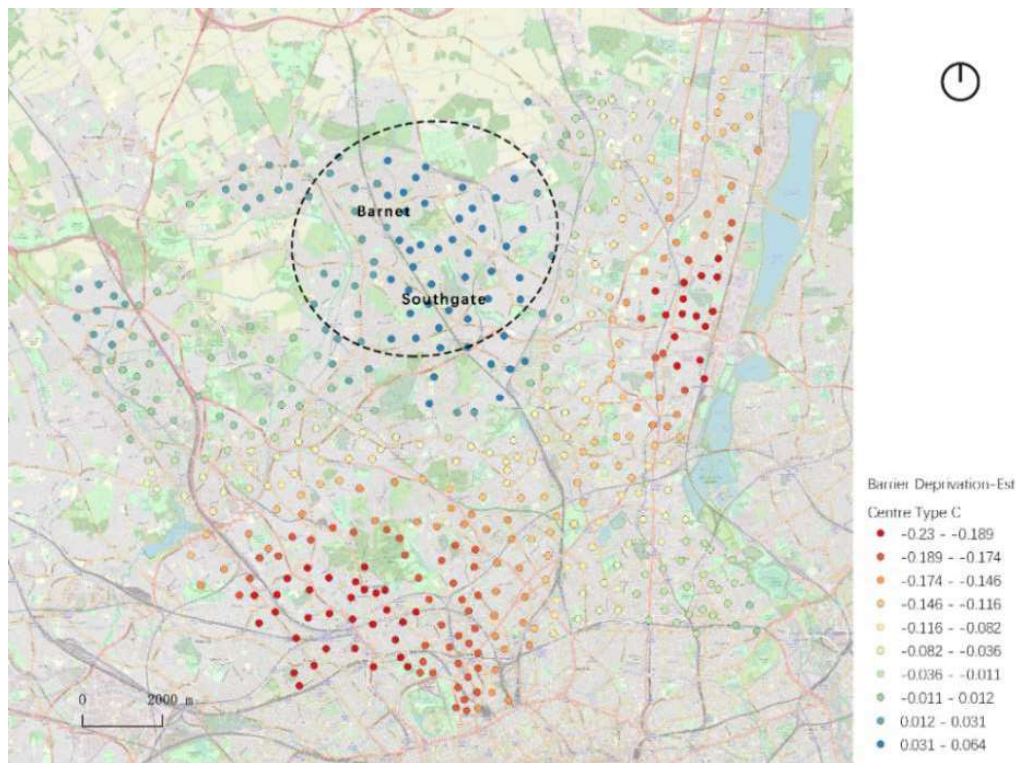 Barnet
Southgate
0 2000 m
Barrier Deprivation-Est
Centre Type C
-0.23 - -0.189
-0.189 - -0.174
-0.174 - -0.146
-0.146 - -0.116
-0.116 - -0.082
-0.082 - -0.036
-0.036 - -0.011
-0.011 - 0.012
0.012 - 0.031
0.031 - 0.064